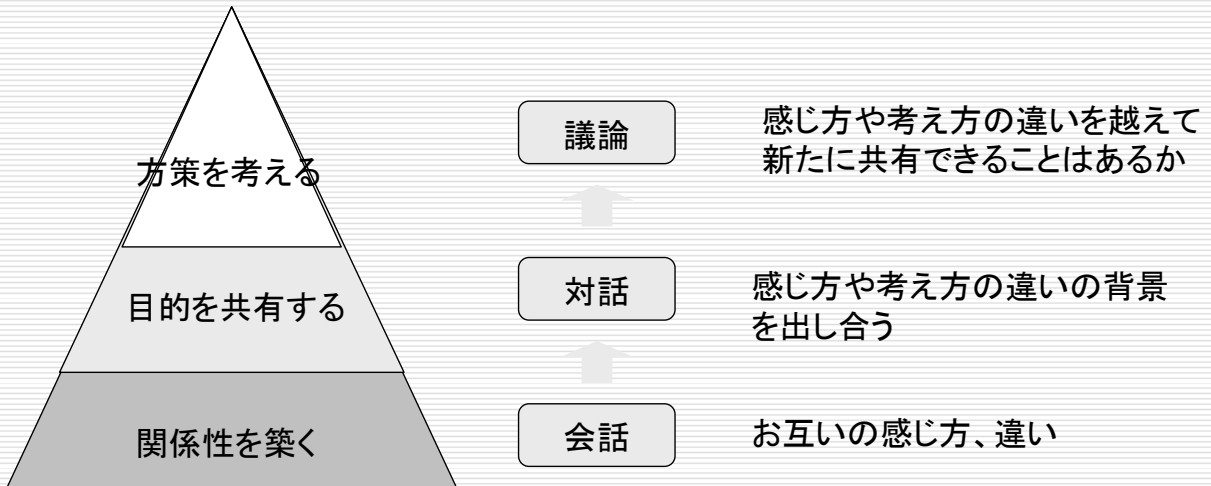 方策を考える
議論
感じ方や考え方の違いを越えて
新たに共有できることはあるか
目的を共有する
対話
感じ方や考え方の違いの背景
を出し合う
関係性を築く
会話
お互いの感じ方、違い